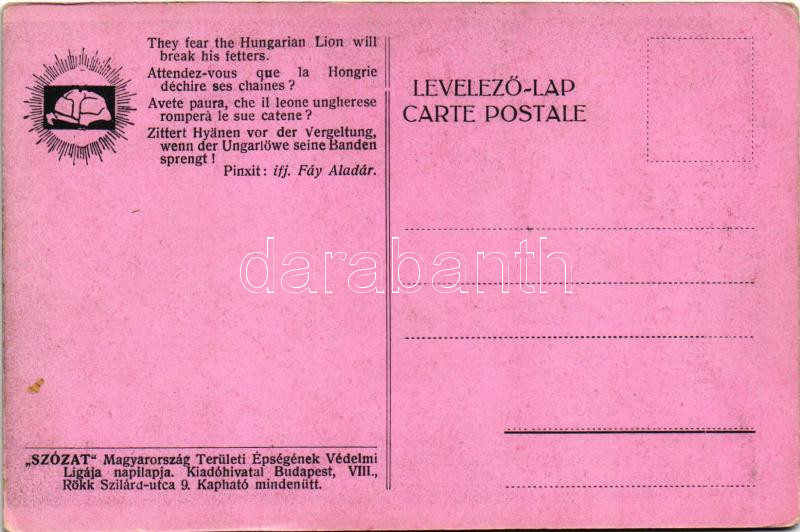 They fear the Hungarian Lion will
break his fetters.
Attendez-vous que la Hongrie
déchire ses chaines?
Avete paura, che il leone ungherese
romperà le sue catene?
Zittert Hyänen vor der Vergeltung,
wenn der Ungarlöwe seine Banden
sprengt!
Pinxit: ifj. Fáy Aladár.
LEVELEZŐ-LAP
CARTE POSTALE
darabanth
„SZÓZAT“ Magyarország Területi Épségének Védelmi
Ligája napilapja. Kiadóhivatal Budapest, VIII.,
Rökk Szilárd-utca 9. Kapható mindenütt.